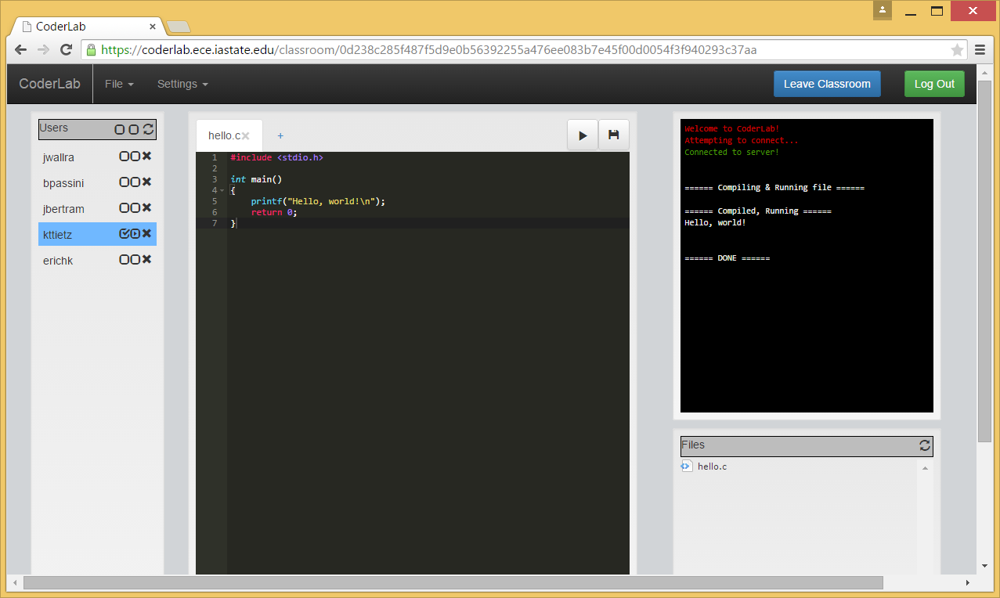 CoderLab
https://coderlab.ece.iastate.edu/classroom/0d238c285f487f5d9e0b56392255a476ee083b7e45f00d0054f3f940293c37aa
CoderLab File Settings Leave Classroom Log Out
Users
jwallra
bpassini
jbertram
kttietz
erichk
hello.c +
1 #include <stdio.h>
2
3 int main()
4 {
5 printf("Hello, world!\n");
6 return 0;
7 }
Welcome to CoderLab!
Attempting to connect...
Connected to server!
====== Compiling & Running file ======
====== Compiled, Running ======
Hello, world!
====== DONE ======
Files
hello.c